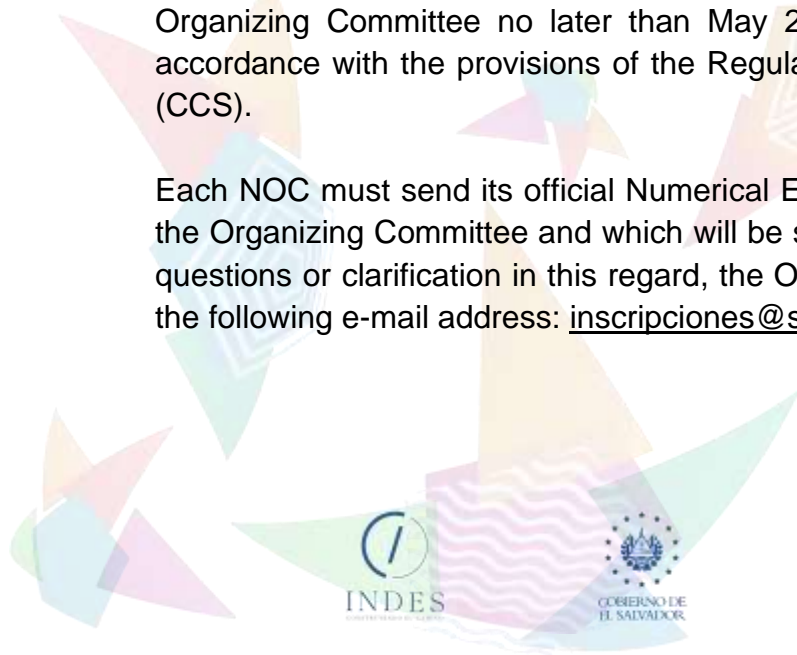 Organizing Committee no later than May 2
accordance with the provisions of the Regula
(CCS).
Each NOC must send its official Numerical E
the Organizing Committee and which will be s
questions or clarification in this regard, the O
the following e-mail address: inscripciones@s
INDES
GOBIERNO DE
EL SALVADOR